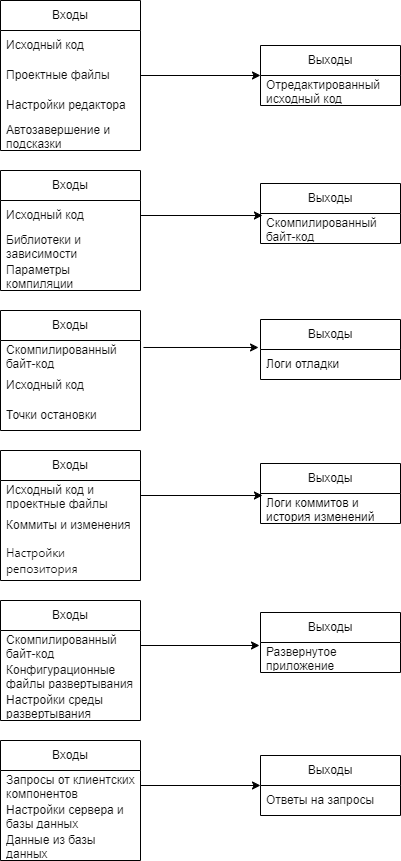 Входы
Исходный код
Проектные файлы
Настройки редактора
Автозавершение и
подсказки
Выходы
Отредактированный
исходный код
Входы
Исходный код
Библиотеки и
зависимости
Параметры
компиляции
Выходы
Скомпилированный
байт-код
Входы
Скомпилированный
байт-код
Исходный код
Точки остановки
Выходы
Логи отладки
Входы
Исходный код и
проектные файлы
Коммиты и изменения
Настройки
репозитория
Выходы
Логи коммитов и
история изменений
Входы
Скомпилированный
байт-код
Конфигурационные
файлы развертывания
Настройки среды
развертывания
Выходы
Развернутое
приложение
Входы
Запросы от клиентских
компонентов
Настройки сервера и
базы данных
Данные из базы
данных
Выходы
Ответы на запросы